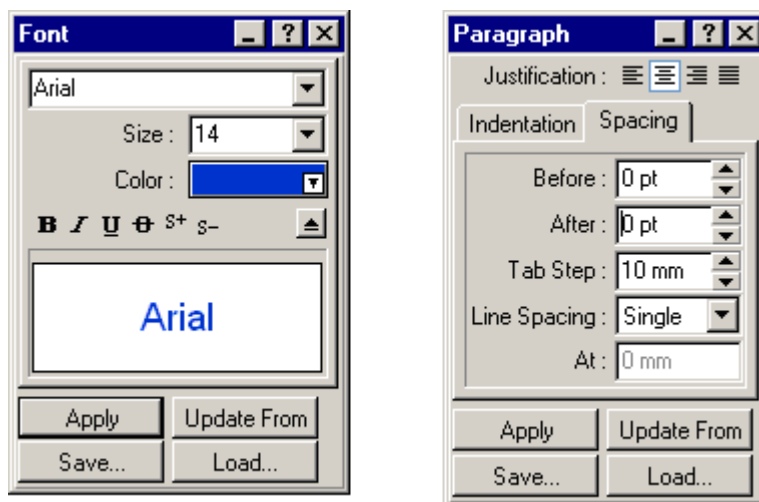 Font
Arial
Size : 14
Color :
B I U O S+ S–
Arial
Apply Update From
Save... Load...
Paragraph
Justification :
Indentation Spacing
Before : 0 pt
After : 0 pt
Tab Step : 10 mm
Line Spacing : Single
At : 0 mm
Apply Update From
Save... Load...